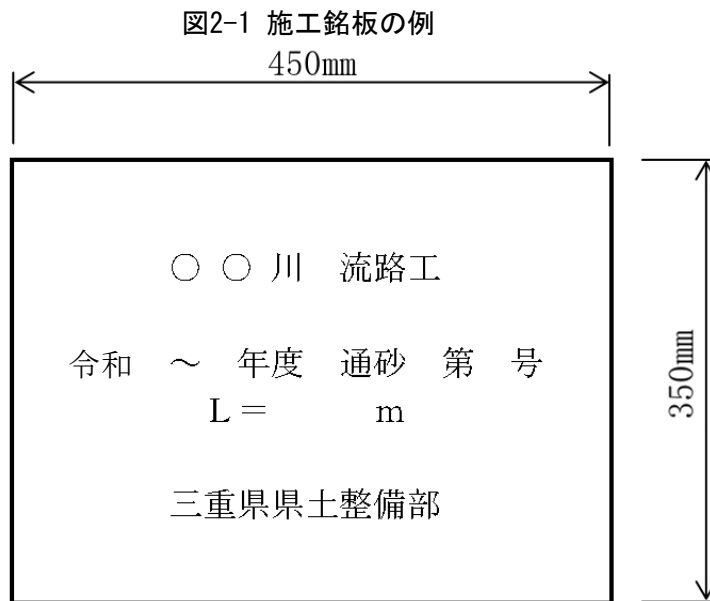 図2-1 施工銘板の例
450mm
○ ○ 川 流路工
令和 ～ 年度 通砂 第 号
L＝ m
三重県県土整備部
350mm